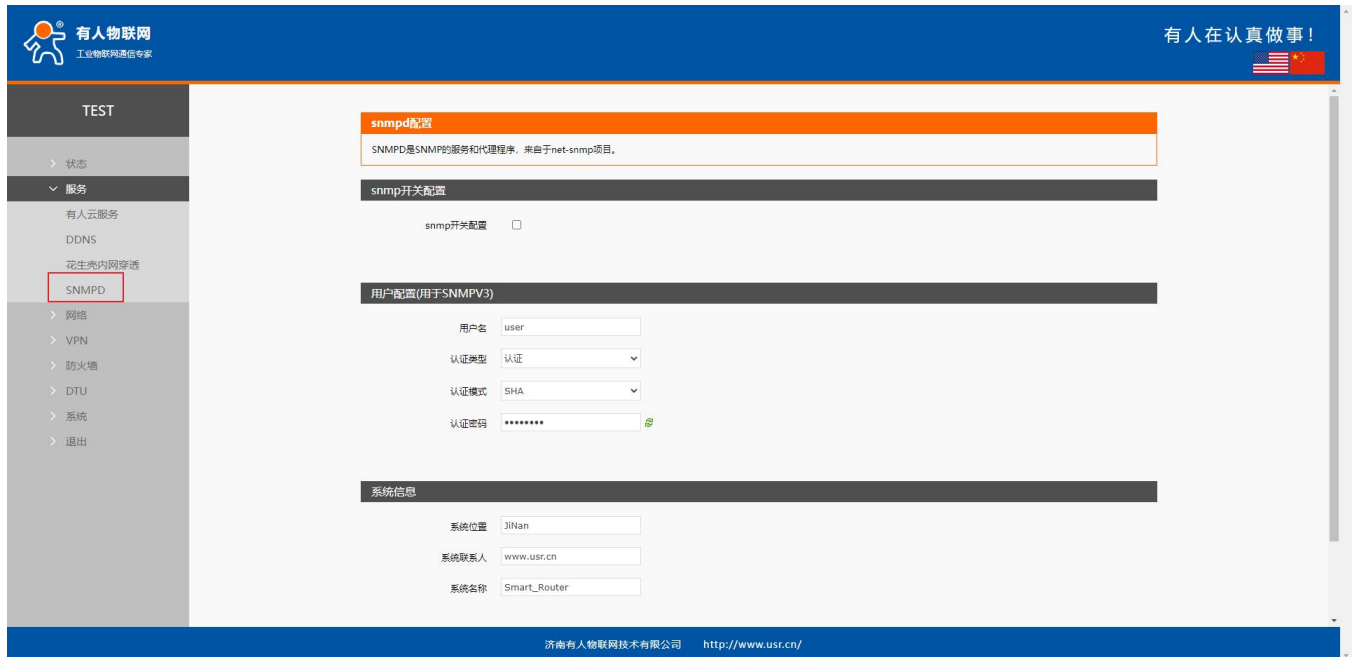 有人物联网
工业物联网通信专家
有人在认真做事!
TEST
状态
服务
有人云服务
DDNS
花生壳内网穿透
SNMPD
网络
VPN
防火墙
DTU
系统
退出
snmpd配置
SNMPD是SNMP的服务和代理程序，来自于net-snmp项目。
snmp开关配置
snmp开关配置
用户配置(用于SNMPV3)
用户名 user
认证类型 认证
认证模式 SHA
认证密码 ••••••••
系统信息
系统位置 JiNan
系统联系人 www.usr.cn
系统名称 Smart_Router
济南有人物联网技术有限公司 http://www.usr.cn/